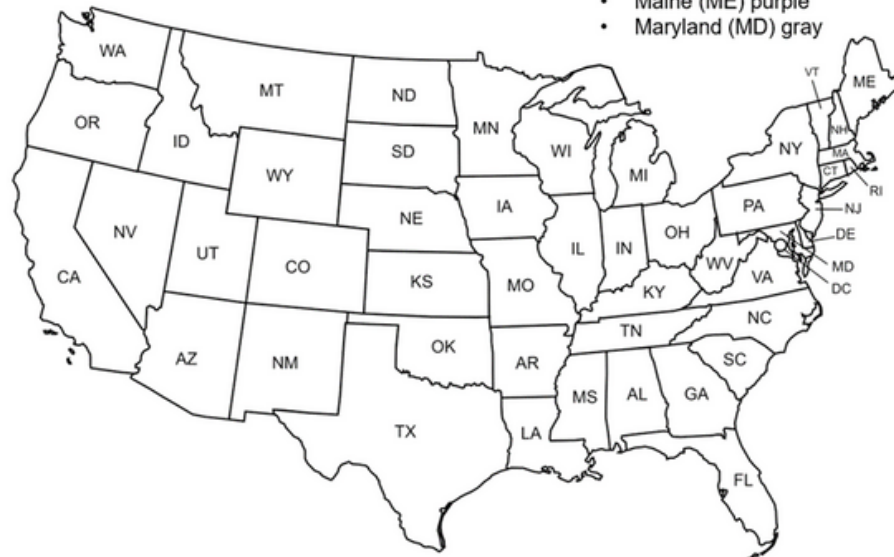 • Maine (ME) purple
• Maryland (MD) gray
WA
MT
ND
MN
VT
ME
OR
ID
SD
WI
MI
NY
NH
MA
CT
RI
WY
NE
IA
PA
NJ
NV
UT
CO
KS
MO
IL
IN
OH
WV
VA
DE
MD
DC
CA
KY
NC
AZ
NM
OK
AR
TN
SC
TX
LA
MS
AL
GA
FL